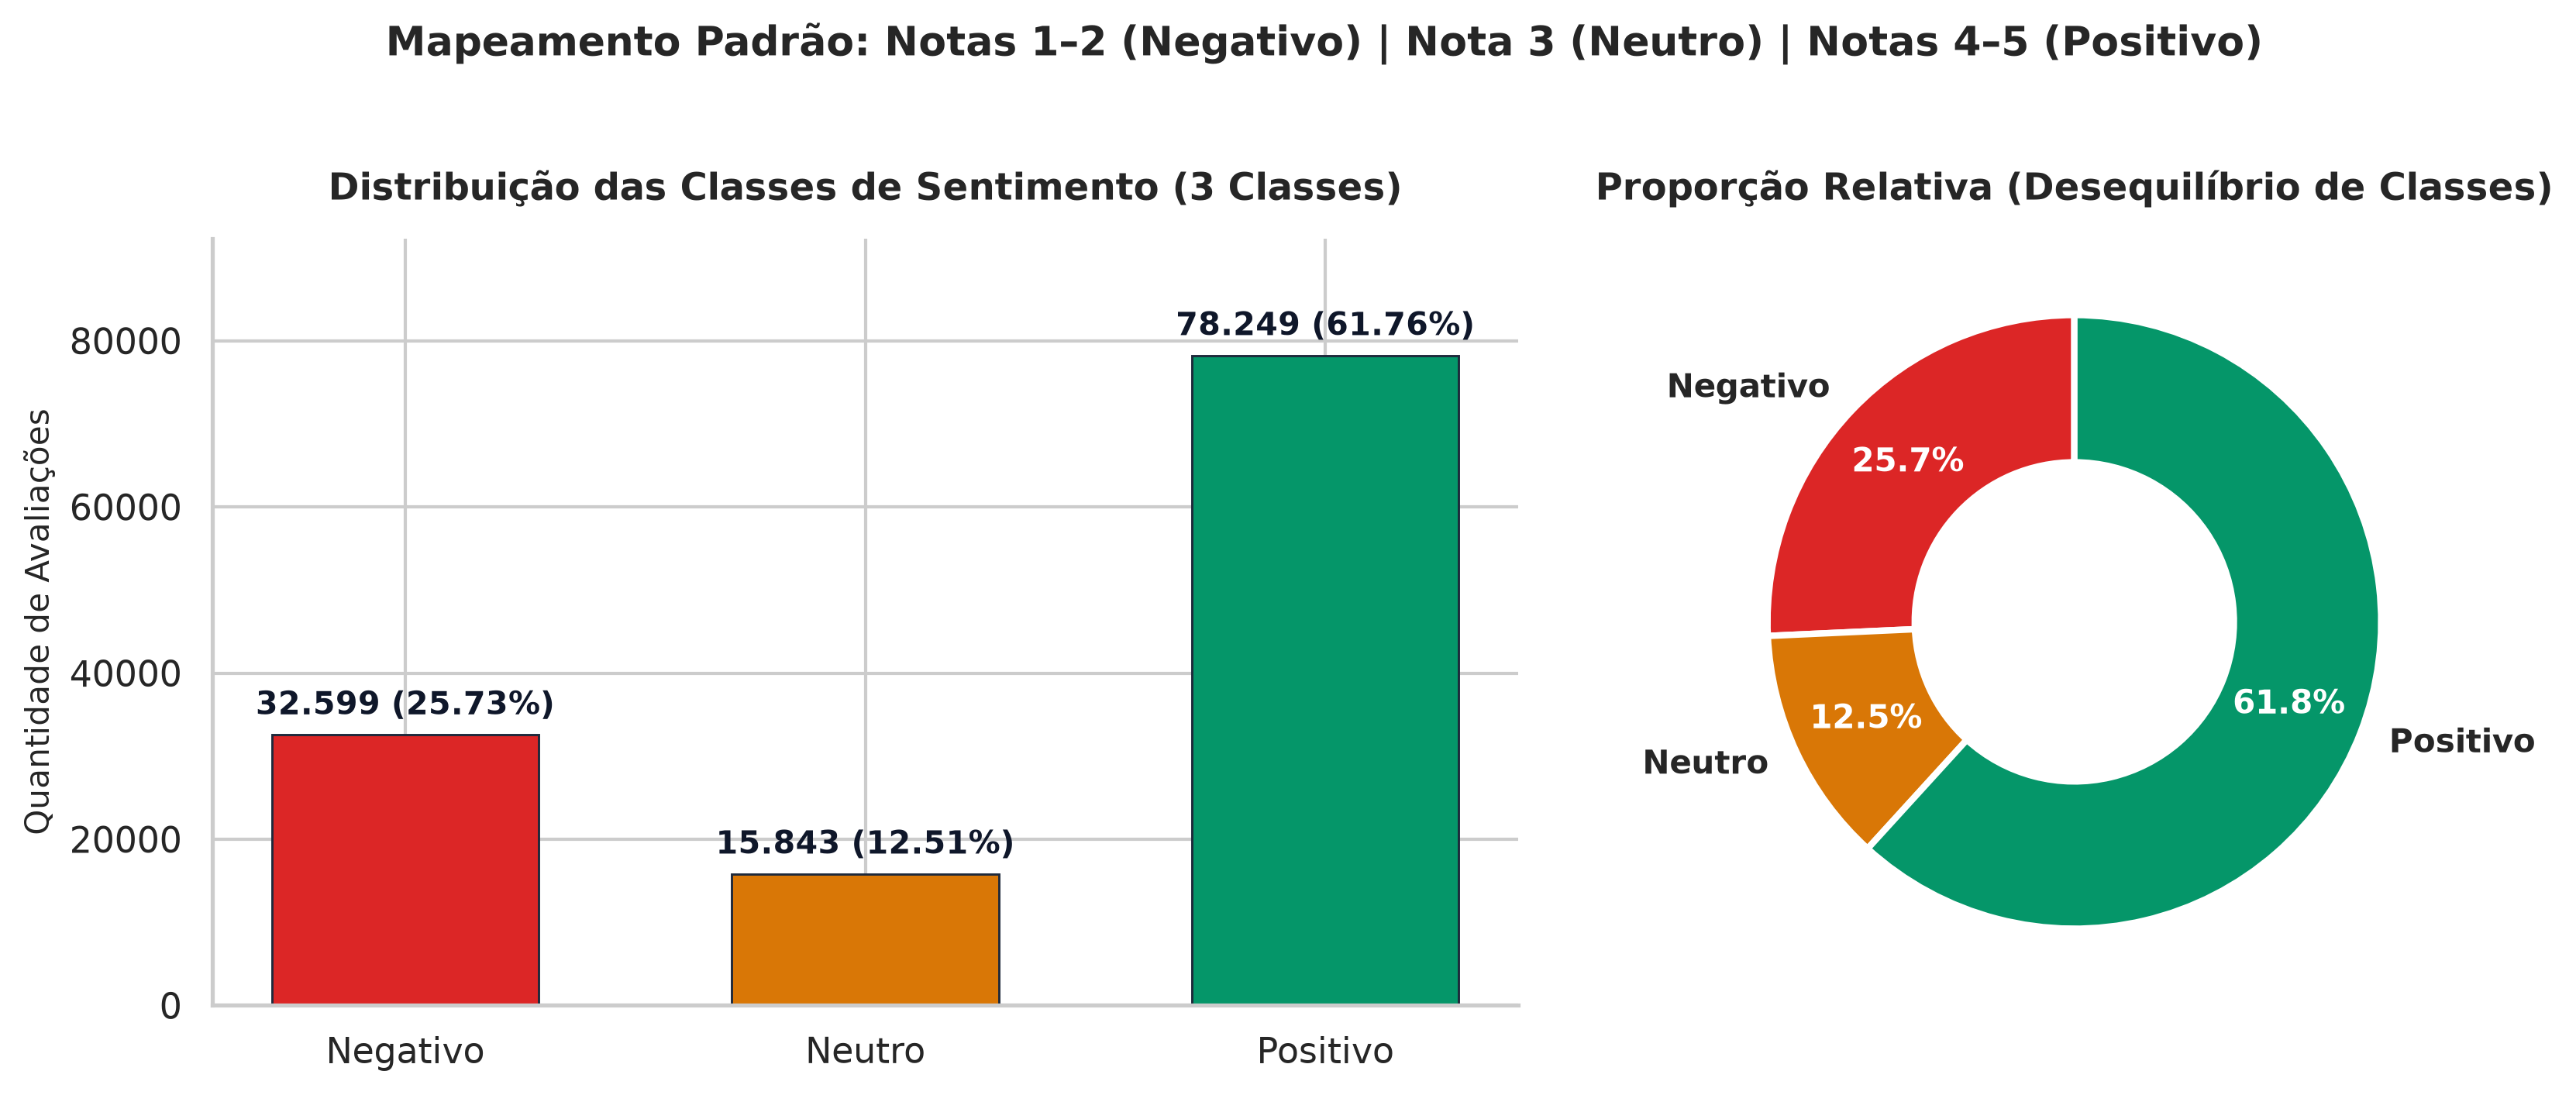 Mapeamento Padrão: Notas 1–2 (Negativo) | Nota 3 (Neutro) | Notas 4–5 (Positivo)
Distribuição das Classes de Sentimento (3 Classes)
Quantidade de Avaliações
80000
60000
40000
20000
0
32.599 (25.73%)
15.843 (12.51%)
78.249 (61.76%)
Negativo
Neutro
Positivo
Proporção Relativa (Desequilíbrio de Classes)
Negativo
25.7%
12.5%
Neutro
61.8%
Positivo